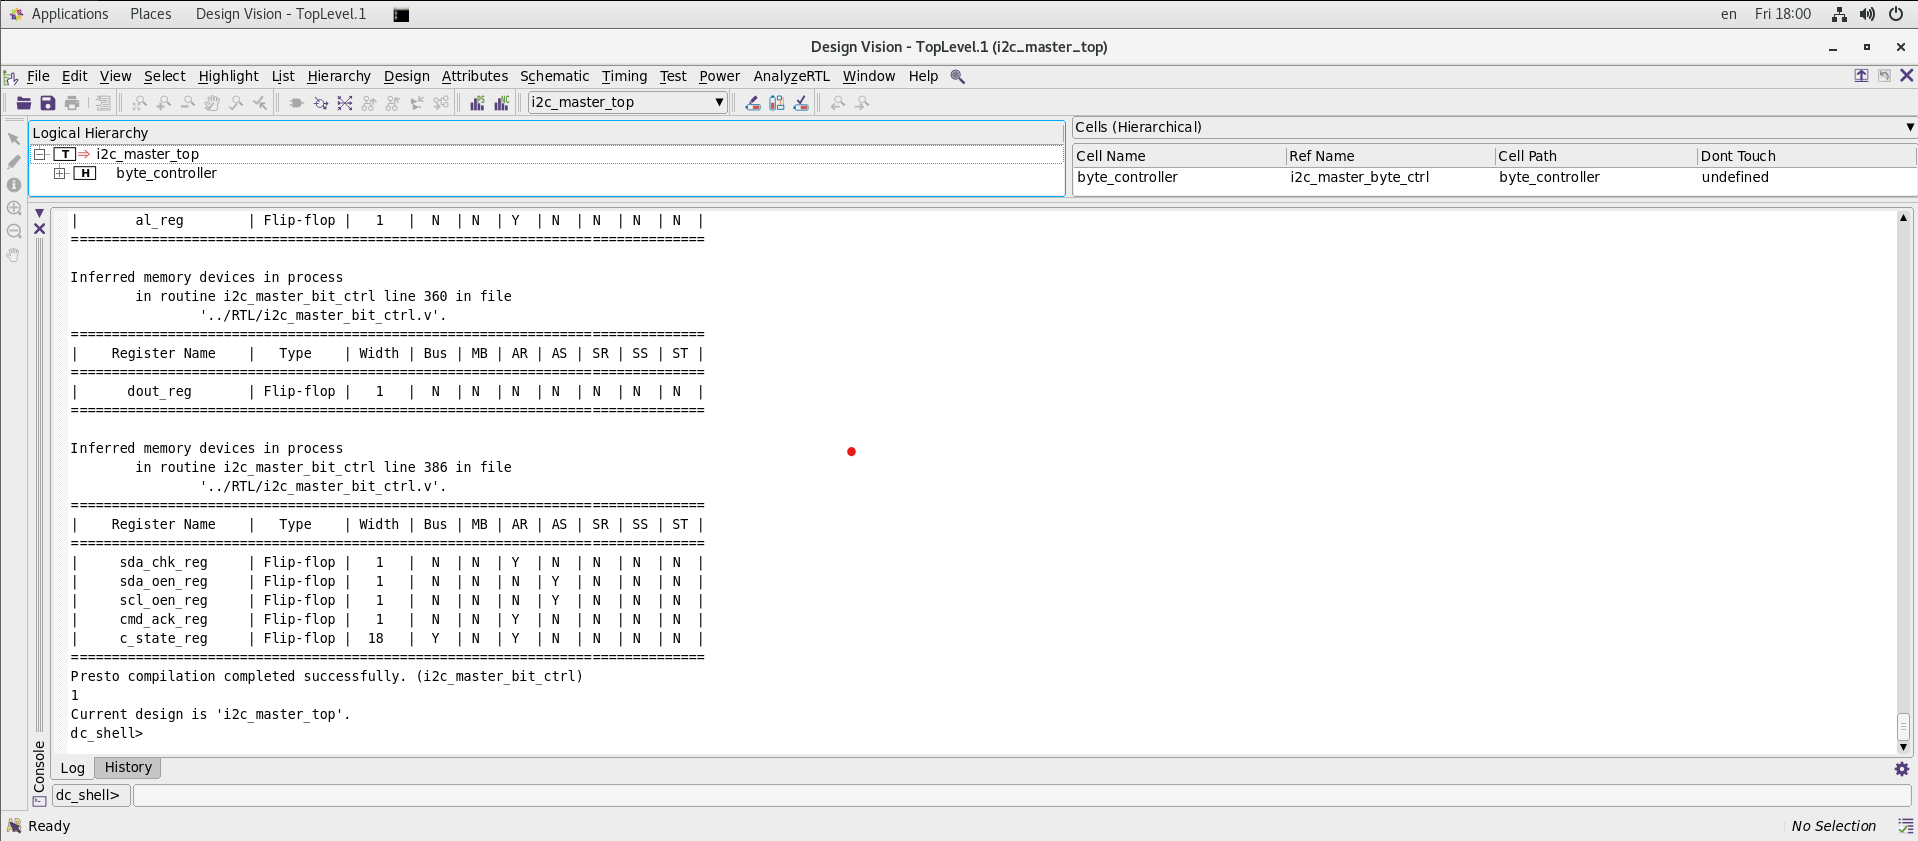 Applications Places Design Vision - TopLevel.1 en Fri 18:00
Design Vision - TopLevel.1 (i2c_master_top)
File Edit View Select Highlight List Hierarchy Design Attributes Schematic Timing Test Power AnalyzeRTL Window Help
i2c_master_top
Logical Hierarchy
T i2c_master_top
H byte_controller
Cells (Hierarchical)
Cell Name Ref Name Cell Path Dont Touch
byte_controller i2c_master_byte_ctrl byte_controller undefined
| al_reg | Flip-flop | 1 | N | N | Y | N | N | N | N |
===============================================================================
Inferred memory devices in process
in routine i2c_master_bit_ctrl line 360 in file
'../RTL/i2c_master_bit_ctrl.v'.
===============================================================================
| Register Name | Type | Width | Bus | MB | AR | AS | SR | SS | ST |
===============================================================================
| dout_reg | Flip-flop | 1 | N | N | N | N | N | N | N |
===============================================================================
Inferred memory devices in process
in routine i2c_master_bit_ctrl line 386 in file
'../RTL/i2c_master_bit_ctrl.v'.
===============================================================================
| Register Name | Type | Width | Bus | MB | AR | AS | SR | SS | ST |
===============================================================================
| sda_chk_reg | Flip-flop | 1 | N | N | Y | N | N | N | N |
| sda_oen_reg | Flip-flop | 1 | N | N | N | Y | N | N | N |
| scl_oen_reg | Flip-flop | 1 | N | N | N | Y | N | N | N |
| cmd_ack_reg | Flip-flop | 1 | N | N | Y | N | N | N | N |
| c_state_reg | Flip-flop | 18 | Y | N | Y | N | N | N | N |
===============================================================================
Presto compilation completed successfully. (i2c_master_bit_ctrl)
1
Current design is 'i2c_master_top'.
dc_shell>
Console
Log History
dc_shell>
Ready No Selection